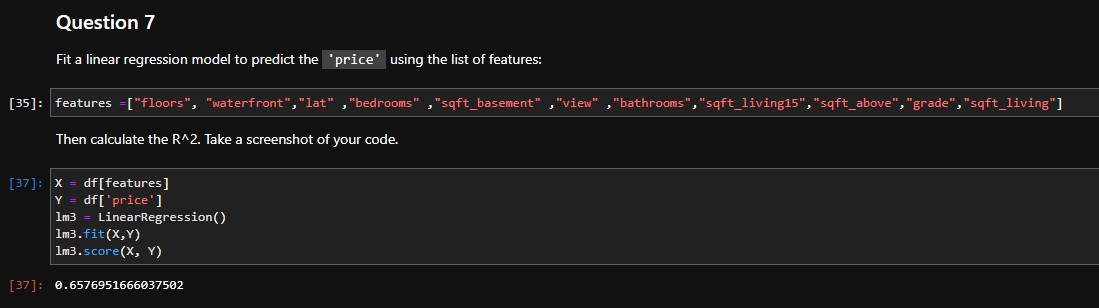 Question 7
Fit a linear regression model to predict the 'price' using the list of features:
[35]: features =["floors", "waterfront","lat" ,"bedrooms" ,"sqft_basement" ,"view" ,"bathrooms","sqft_living15","sqft_above","grade","sqft_living"]
Then calculate the R^2. Take a screenshot of your code.
[37]: X = df[features]
Y = df['price']
lm3 = LinearRegression()
lm3.fit(X,Y)
lm3.score(X, Y)
[37]: 0.6576951666037502